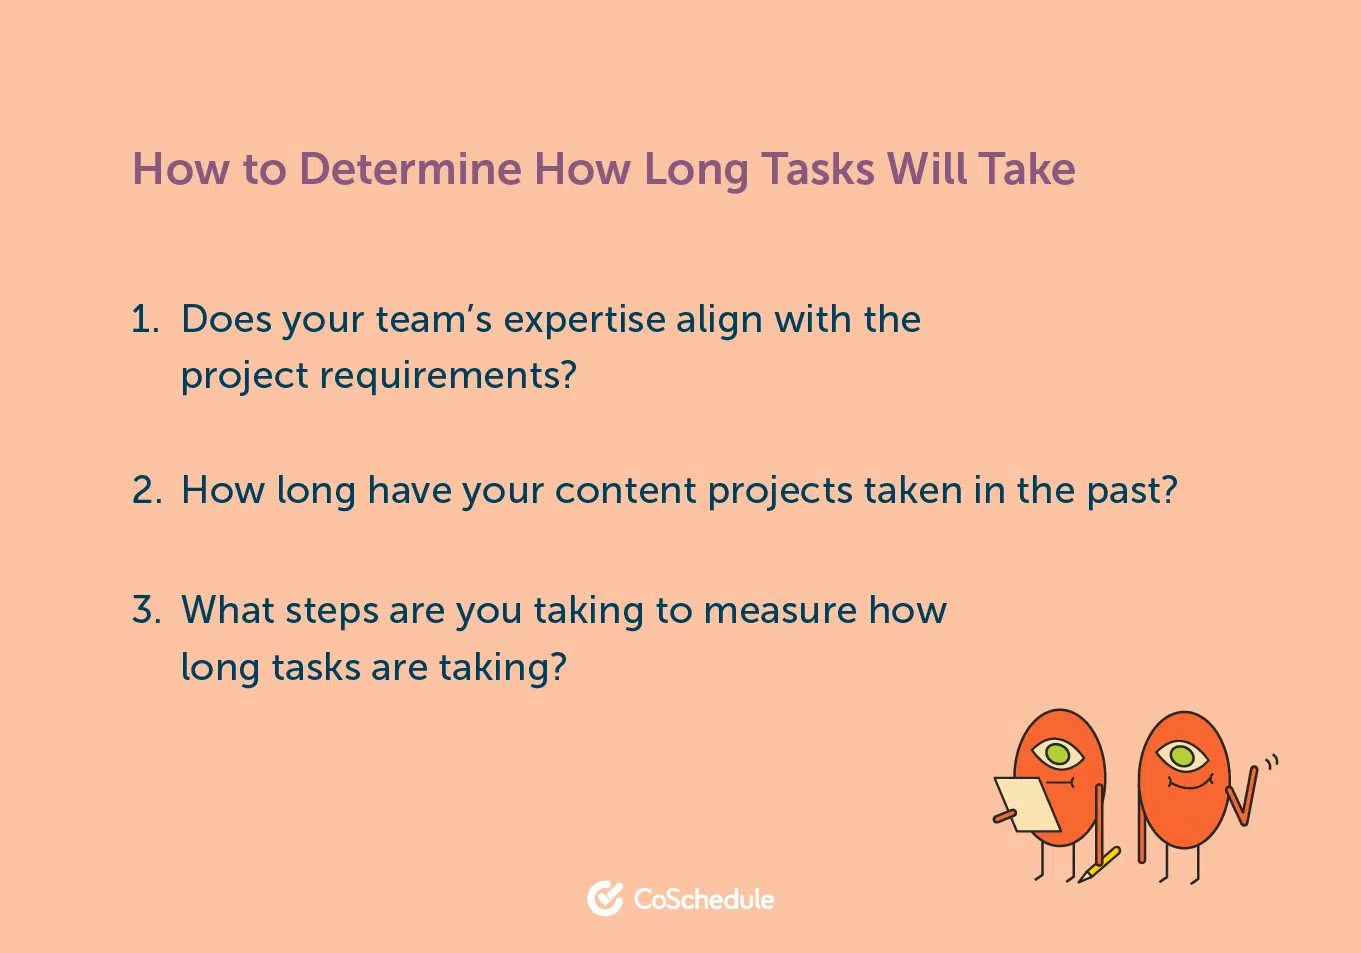 How to Determine How Long Tasks Will Take
1. Does your team’s expertise align with the
project requirements?
2. How long have your content projects taken in the past?
3. What steps are you taking to measure how
long tasks are taking?
CoSchedule